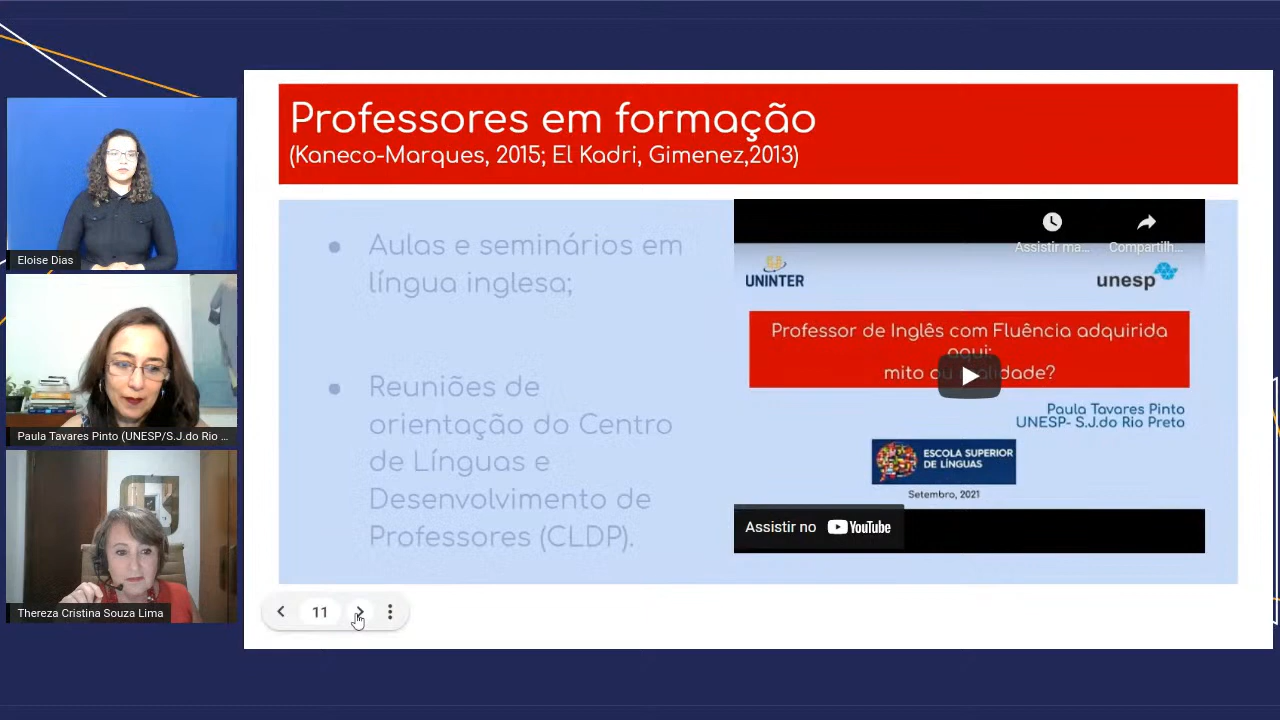 Professores em formação
(Kaneco-Marques, 2015; El Kadri, Gimenez,2013)
Eloise Dias
Paula Tavares Pinto (UNESP/S.J.do Rio ...
Thereza Cristina Souza Lima
● Aulas e seminários em
língua inglesa;
● Reuniões de
orientação do Centro
de Línguas e
Desenvolvimento de
Professores (CLDP).
Assistir ma...
Compartilh...
UNINTER
unesp
Professor de Inglês com Fluência adquirida
aqui:
mito ou realidade?
Paula Tavares Pinto
UNESP- S.J.do Rio Preto
ESCOLA SUPERIOR
DE LÍNGUAS
Setembro, 2021
Assistir no YouTube
11